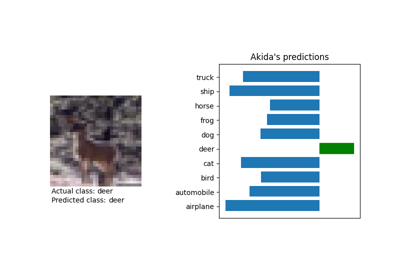 Akida's predictions
truck
ship
horse
frog
dog
deer
cat
bird
automobile
airplane
Actual class: deer
Predicted class: deer